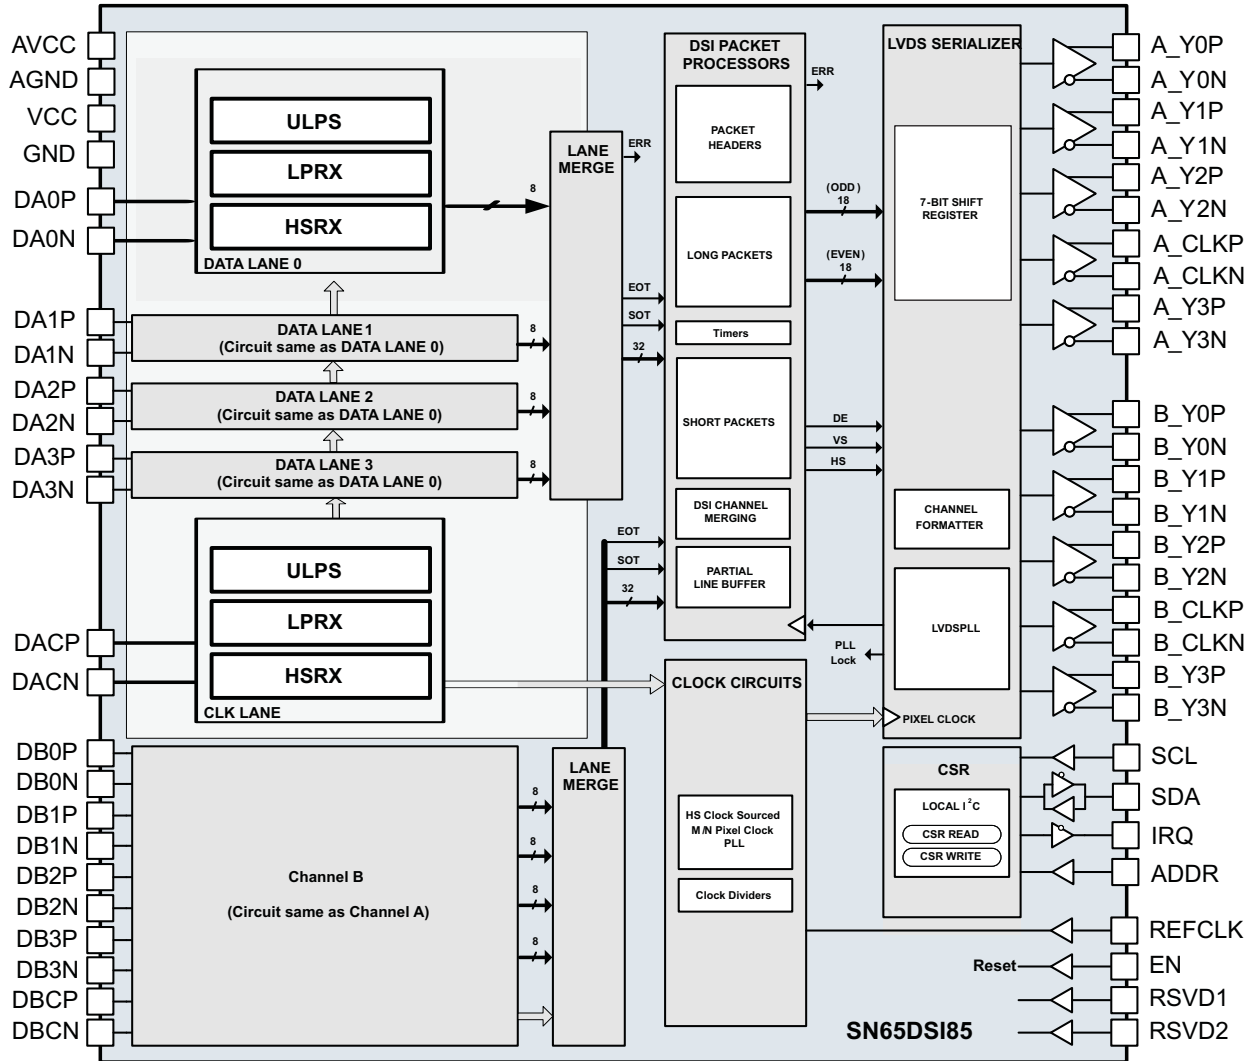 AVCC
AGND
VCC
GND
DA0P
DA0N
DA1P
DA1N
DA2P
DA2N
DA3P
DA3N
DACP
DACN
DB0P
DB0N
DB1P
DB1N
DB2P
DB2N
DB3P
DB3N
DBCP
DBCN
ULPS
LPRX
HSRX
DATA LANE 0
DATA LANE 1
(Circuit same as DATA LANE 0)
DATA LANE 2
(Circuit same as DATA LANE 0)
DATA LANE 3
(Circuit same as DATA LANE 0)
ULPS
LPRX
HSRX
CLK LANE
Channel B
(Circuit same as Channel A)
8
8
8
8
8
8
8
8
LANE
MERGE
ERR
EOT
SOT
32
LANE
MERGE
EOT
SOT
32
DSI PACKET
PROCESSORS
PACKET
HEADERS
LONG PACKETS
Timers
SHORT PACKETS
DSI CHANNEL
MERGING
PARTIAL
LINE BUFFER
ERR
(ODD)
18
(EVEN)
18
DE
VS
HS
PLL
Lock
CLOCK CIRCUITS
HS Clock Sourced
M/N Pixel Clock
PLL
Clock Dividers
LVDS SERIALIZER
7-BIT SHIFT
REGISTER
CHANNEL
FORMATTER
LVDSPLL
PIXEL CLOCK
CSR
LOCAL I2C
CSR READ
CSR WRITE
Reset
SN65DSI85
A_Y0P
A_Y0N
A_Y1P
A_Y1N
A_Y2P
A_Y2N
A_CLKP
A_CLKN
A_Y3P
A_Y3N
B_Y0P
B_Y0N
B_Y1P
B_Y1N
B_Y2P
B_Y2N
B_CLKP
B_CLKN
B_Y3P
B_Y3N
SCL
SDA
IRQ
ADDR
REFCLK
EN
RSVD1
RSVD2